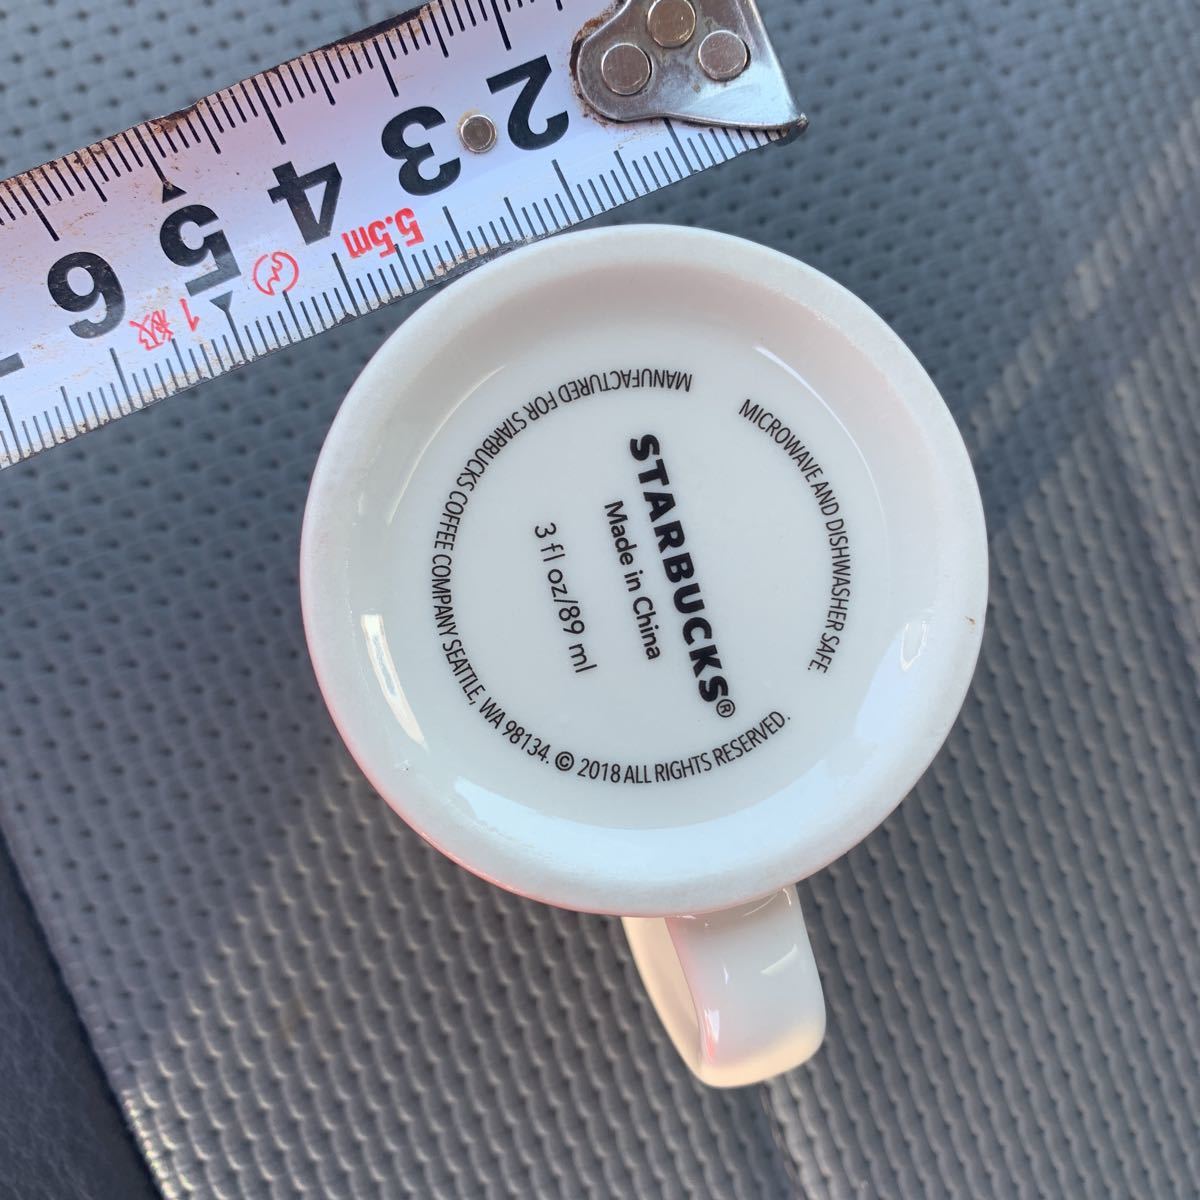 2 3 4 5 6
5.5m
1級
STARBUCKS®
Made in China
3 fl oz/89 ml
MICROWAVE AND DISHWASHER SAFE.
MANUFACTURED FOR STARBUCKS COFFEE COMPANY SEATTLE, WA 98134. © 2018 ALL RIGHTS RESERVED.